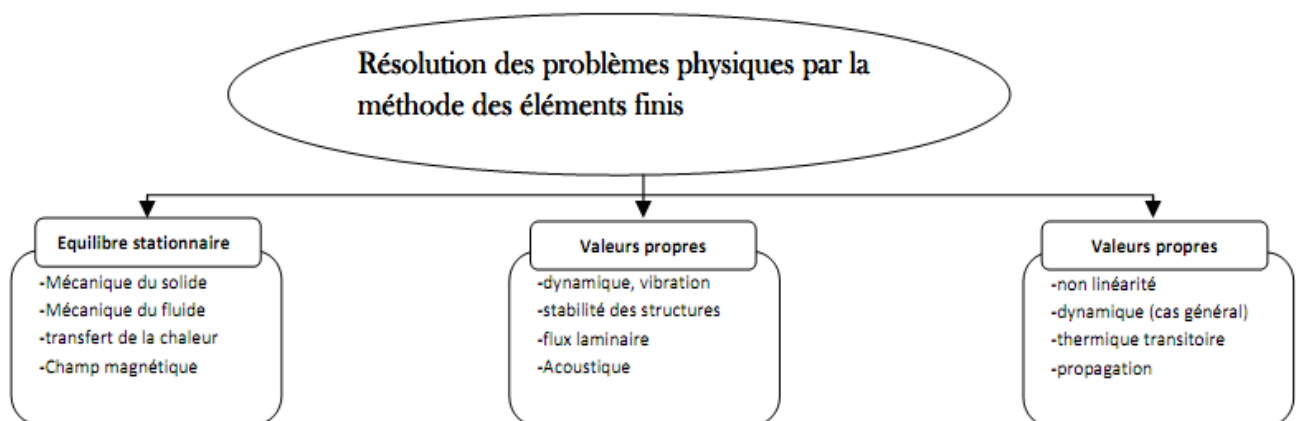 Résolution des problèmes physiques par la
méthode des éléments finis
Equilibre stationnaire
-Mécanique du solide
-Mécanique du fluide
-transfert de la chaleur
-Champ magnétique
Valeurs propres
-dynamique, vibration
-stabilité des structures
-flux laminaire
-Acoustique
Valeurs propres
-non linéarité
-dynamique (cas général)
-thermique transitoire
-propagation